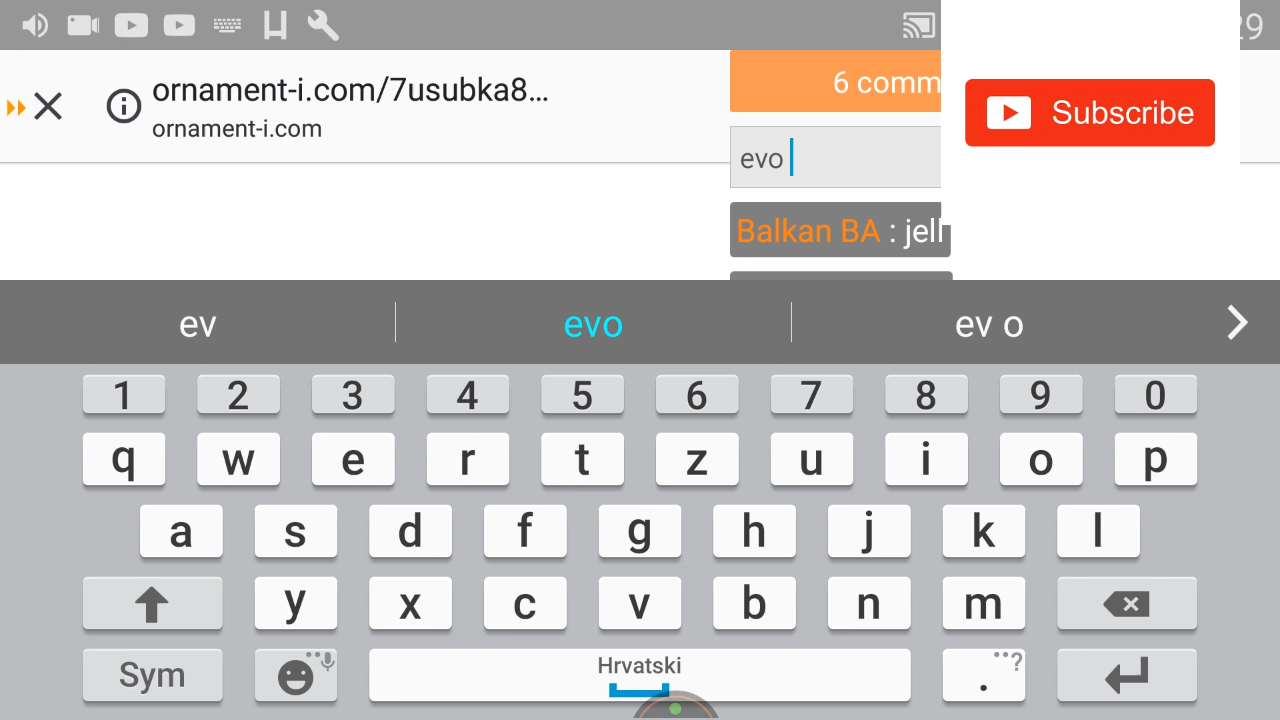 29
ornament-i.com/7usubka8...
ornament-i.com
6 comm
Subscribe
evo
Balkan BA : jell
ev evo ev o
1 2 3 4 5 6 7 8 9 0
q w e r t z u i o p
a s d f g h j k l
y x c v b n m
Sym Hrvatski . ?